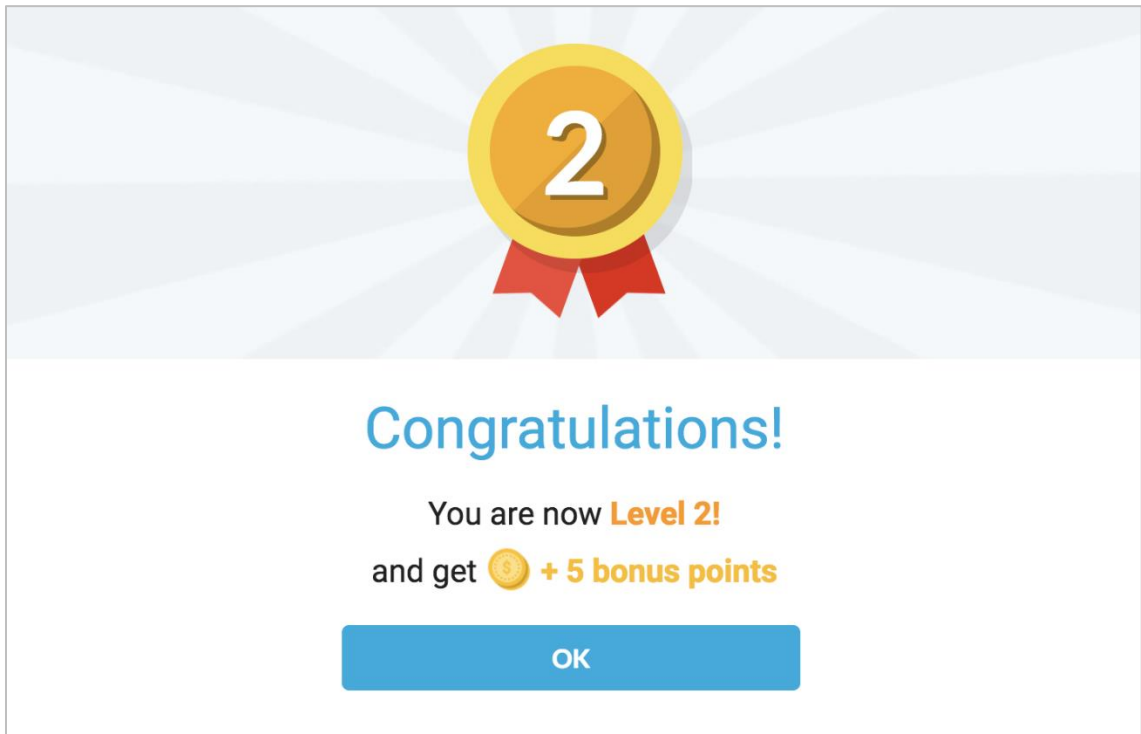 2
Congratulations!
You are now Level 2!
and get $ + 5 bonus points
OK